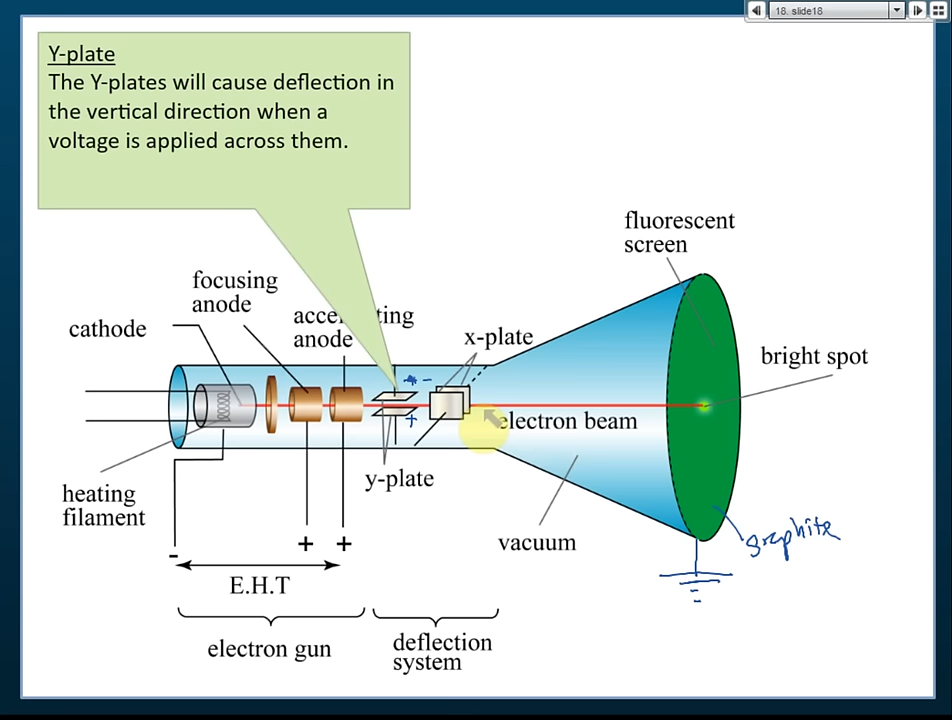 18. slide18
Y-plate
The Y-plates will cause deflection in
the vertical direction when a
voltage is applied across them.
fluorescent
screen
focusing
anode
cathode
anode
x-plate
bright spot
-
+
electron beam
y-plate
heating
filament
vacuum
graphite
-
+ +
E.H.T
electron gun
deflection
system